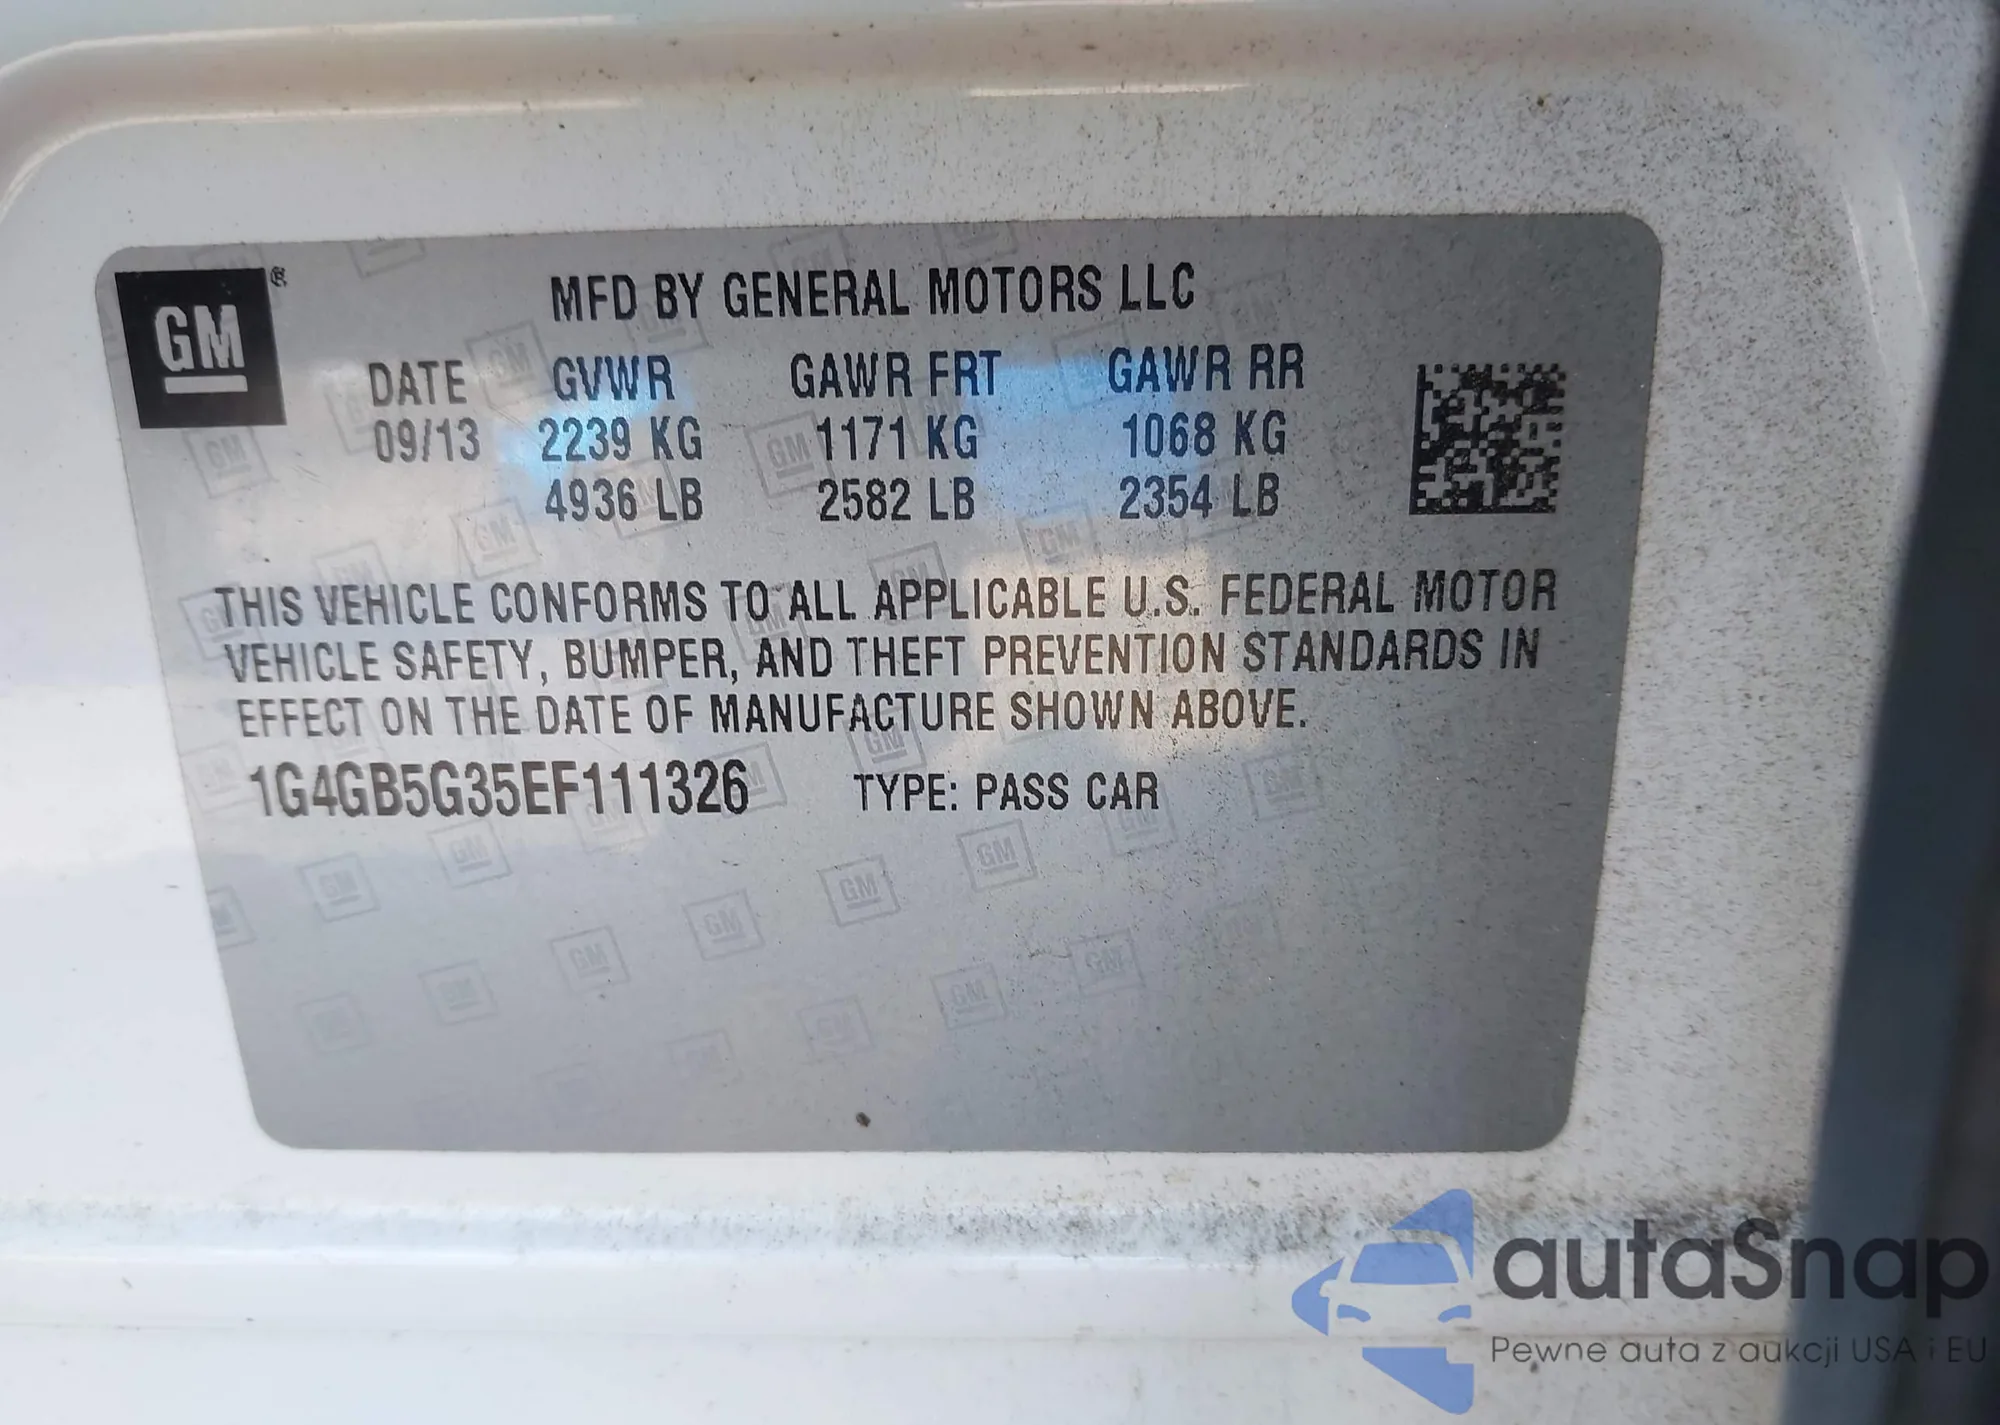 GM®
MFD BY GENERAL MOTORS LLC
DATE GVWR GAWR FRT GAWR RR
09/13 2239 KG 1171 KG 1068 KG
4936 LB 2582 LB 2354 LB
THIS VEHICLE CONFORMS TO ALL APPLICABLE U.S. FEDERAL MOTOR
VEHICLE SAFETY, BUMPER, AND THEFT PREVENTION STANDARDS IN
EFFECT ON THE DATE OF MANUFACTURE SHOWN ABOVE.
1G4GB5G35EF111326 TYPE: PASS CAR
autaSnap
Pewne auta z aukcji USA i EU